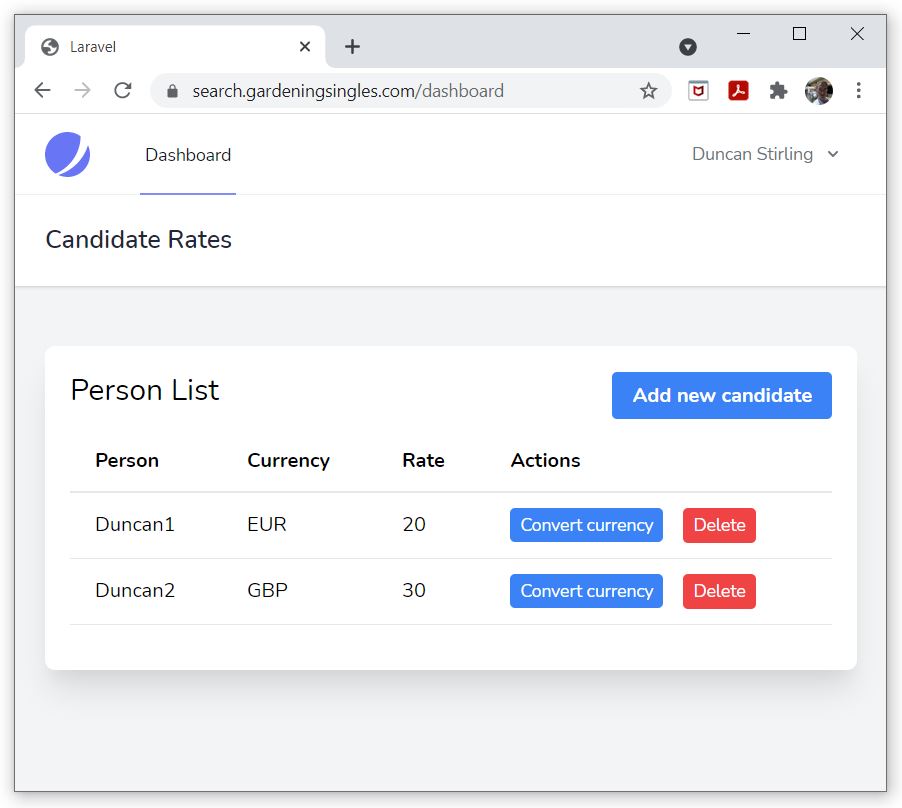 Laravel
search.gardeningsingles.com/dashboard
Dashboard
Duncan Stirling
Candidate Rates
Person List
Add new candidate
Person Currency Rate Actions
Duncan1 EUR 20 Convert currency Delete
Duncan2 GBP 30 Convert currency Delete